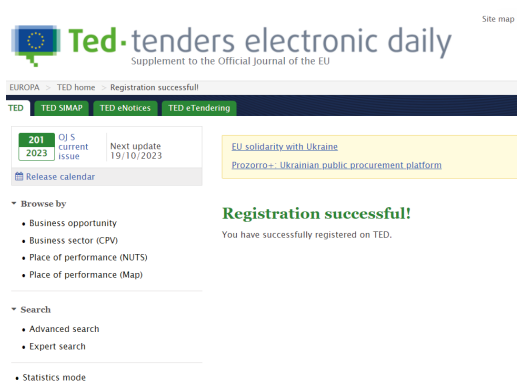 Site map
Ted - tenders electronic daily
Supplement to the Official Journal of the EU
EUROPA > TED home > Registration successful!
TED TED SIMAP TED eNotices TED eTendering
201
2023
OJ S
current
issue
Next update
19/10/2023
Release calendar
Browse by
• Business opportunity
• Business sector (CPV)
• Place of performance (NUTS)
• Place of performance (Map)
Search
• Advanced search
• Expert search
• Statistics mode
EU solidarity with Ukraine
Prozorro+: Ukrainian public procurement platform
Registration successful!
You have successfully registered on TED.